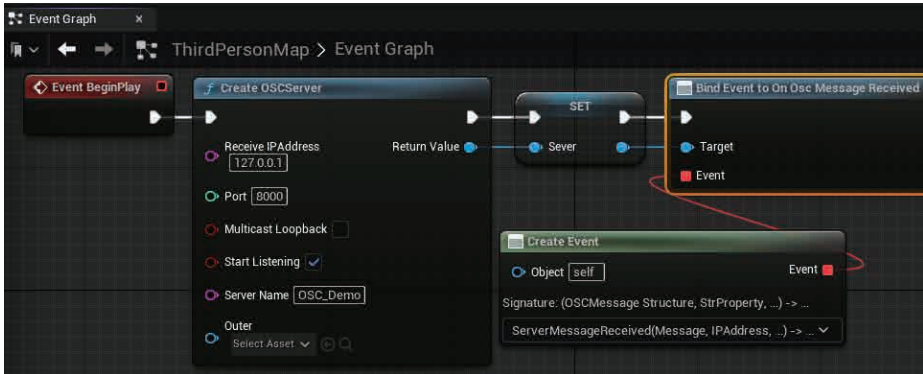 Event Graph ×
ThirdPersonMap > Event Graph
Event BeginPlay
f Create OSCServer
Receive IPAddress
127.0.0.1
Return Value
Port 8000
Multicast Loopback
Start Listening
Server Name OSC_Demo
Outer
Select Asset
SET
Sever
Bind Event to On Osc Message Received
Target
Event
Create Event
Object self
Event
Signature: (OSCMessage Structure, StrProperty, ...) -> ...
ServerMessageReceived(Message, IPAddress, ...) -> ...